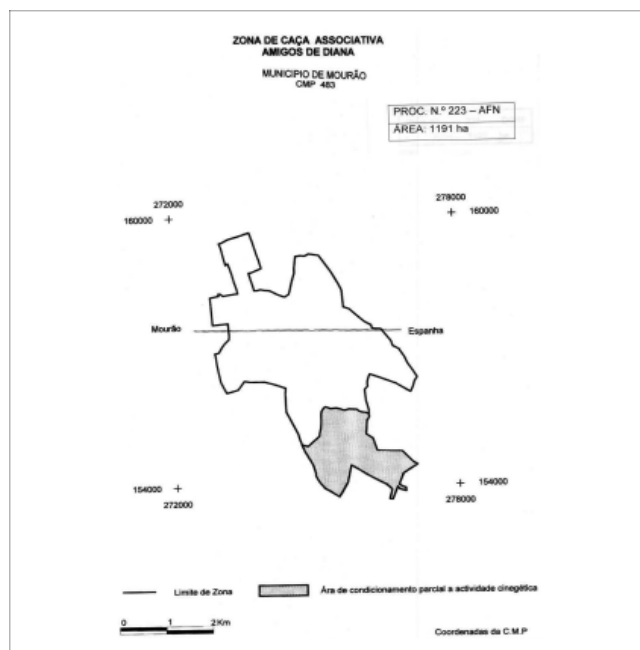 ZONA DE CAÇA ASSOCIATIVA
AMIGOS DE DIANA
MUNICIPIO DE MOURÃO
CMP 483
PROC. N.º 223 – AFN
ÁREA: 1191 ha
272000
160000
278000
160000
Mourão
Espanha
154000
272000
154000
278000
Limite de Zona
Ára de condicionamento parcial a actividade cinegética
0 1 2 Km
Coordenadas da C.M.P